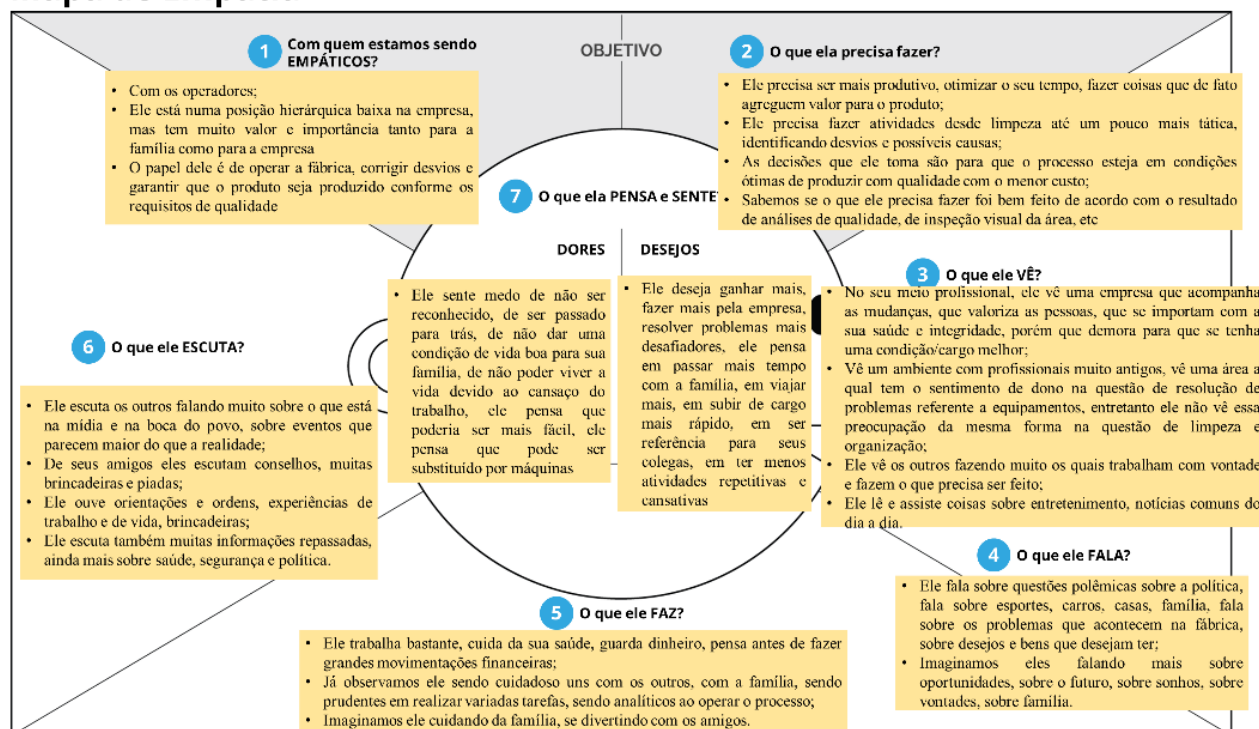 OBJETIVO
1 Com quem estamos sendo
EMPÁTICOS?
• Com os operadores;
• Ele está numa posição hierárquica baixa na empresa,
mas tem muito valor e importância tanto para a
família como para a empresa
• O papel dele é de operar a fábrica, corrigir desvios e
garantir que o produto seja produzido conforme os
requisitos de qualidade
2 O que ela precisa fazer?
• Ele precisa ser mais produtivo, otimizar o seu tempo, fazer coisas que de fato
agreguem valor para o produto;
• Ele precisa fazer atividades desde limpeza até um pouco mais tática,
identificando desvios e possíveis causas;
• As decisões que ele toma são para que o processo esteja em condições
ótimas de produzir com qualidade com o menor custo;
• Sabemos se o que ele precisa fazer foi bem feito de acordo com o resultado
de análises de qualidade, de inspeção visual da área, etc
7 O que ela PENSA e SENTE
DORES
• Ele sente medo de não ser
reconhecido, de ser passado
para trás, de não dar uma
condição de vida boa para sua
família, de não poder viver a
vida devido ao cansaço do
trabalho, ele pensa que
poderia ser mais fácil, ele
pensa que pode ser
substituído por máquinas
DESEJOS
• Ele deseja ganhar mais,
fazer mais pela empresa,
resolver problemas mais
desafiadores, ele pensa
em passar mais tempo
com a família, em viajar
mais, em subir de cargo
mais rápido, em ser
referência para seus
colegas, em ter menos
atividades repetitivas e
cansativas
3 O que ele VÊ?
• No seu meio profissional, ele vê uma empresa que acompanha
as mudanças, que valoriza as pessoas, que se importam com a
sua saúde e integridade, porém que demora para que se tenha
uma condição/cargo melhor;
• Vê um ambiente com profissionais muito antigos, vê uma área a
qual tem o sentimento de dono na questão de resolução de
problemas referente a equipamentos, entretanto ele não vê essa
preocupação da mesma forma na questão de limpeza e
organização;
• Ele vê os outros fazendo muito os quais trabalham com vontade
e fazem o que precisa ser feito;
• Ele lê e assiste coisas sobre entretenimento, notícias comuns do
dia a dia.
4 O que ele FALA?
• Ele fala sobre questões polêmicas sobre a política,
fala sobre esportes, carros, casas, família, fala
sobre os problemas que acontecem na fábrica,
sobre desejos e bens que desejam ter;
• Imaginamos eles falando mais sobre
oportunidades, sobre o futuro, sobre sonhos, sobre
vontades, sobre família.
5 O que ele FAZ?
• Ele trabalha bastante, cuida da sua saúde, guarda dinheiro, pensa antes de fazer
grandes movimentações financeiras;
• Já observamos ele sendo cuidadoso uns com os outros, com a família, sendo
prudentes em realizar variadas tarefas, sendo analíticos ao operar o processo;
• Imaginamos ele cuidando da família, se divertindo com os amigos.
6 O que ele ESCUTA?
• Ele escuta os outros falando muito sobre o que está
na mídia e na boca do povo, sobre eventos que
parecem maior do que a realidade;
• De seus amigos eles escutam conselhos, muitas
brincadeiras e piadas;
• Ele ouve orientações e ordens, experiências de
trabalho e de vida, brincadeiras;
• Ele escuta também muitas informações repassadas,
ainda mais sobre saúde, segurança e política.